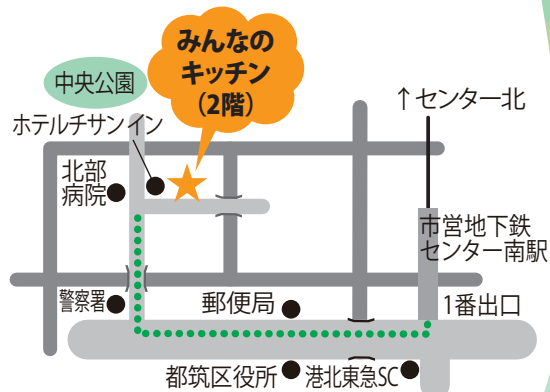 みんなの
キッチン
（2階）
中央公園
ホテルチサンイン
↑センター北
北部
病院
市営地下鉄
センター南駅
警察署
郵便局
1番出口
都筑区役所
港北東急SC